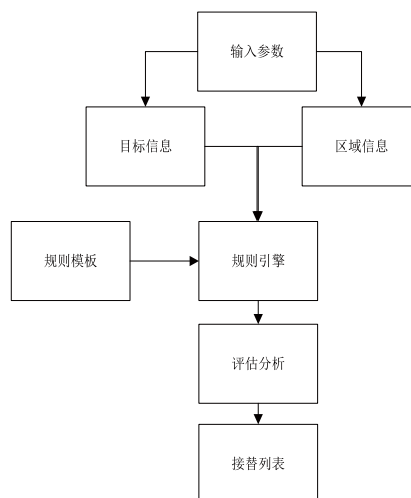 输入参数
目标信息
区域信息
规则模板
规则引擎
评估分析
接替列表